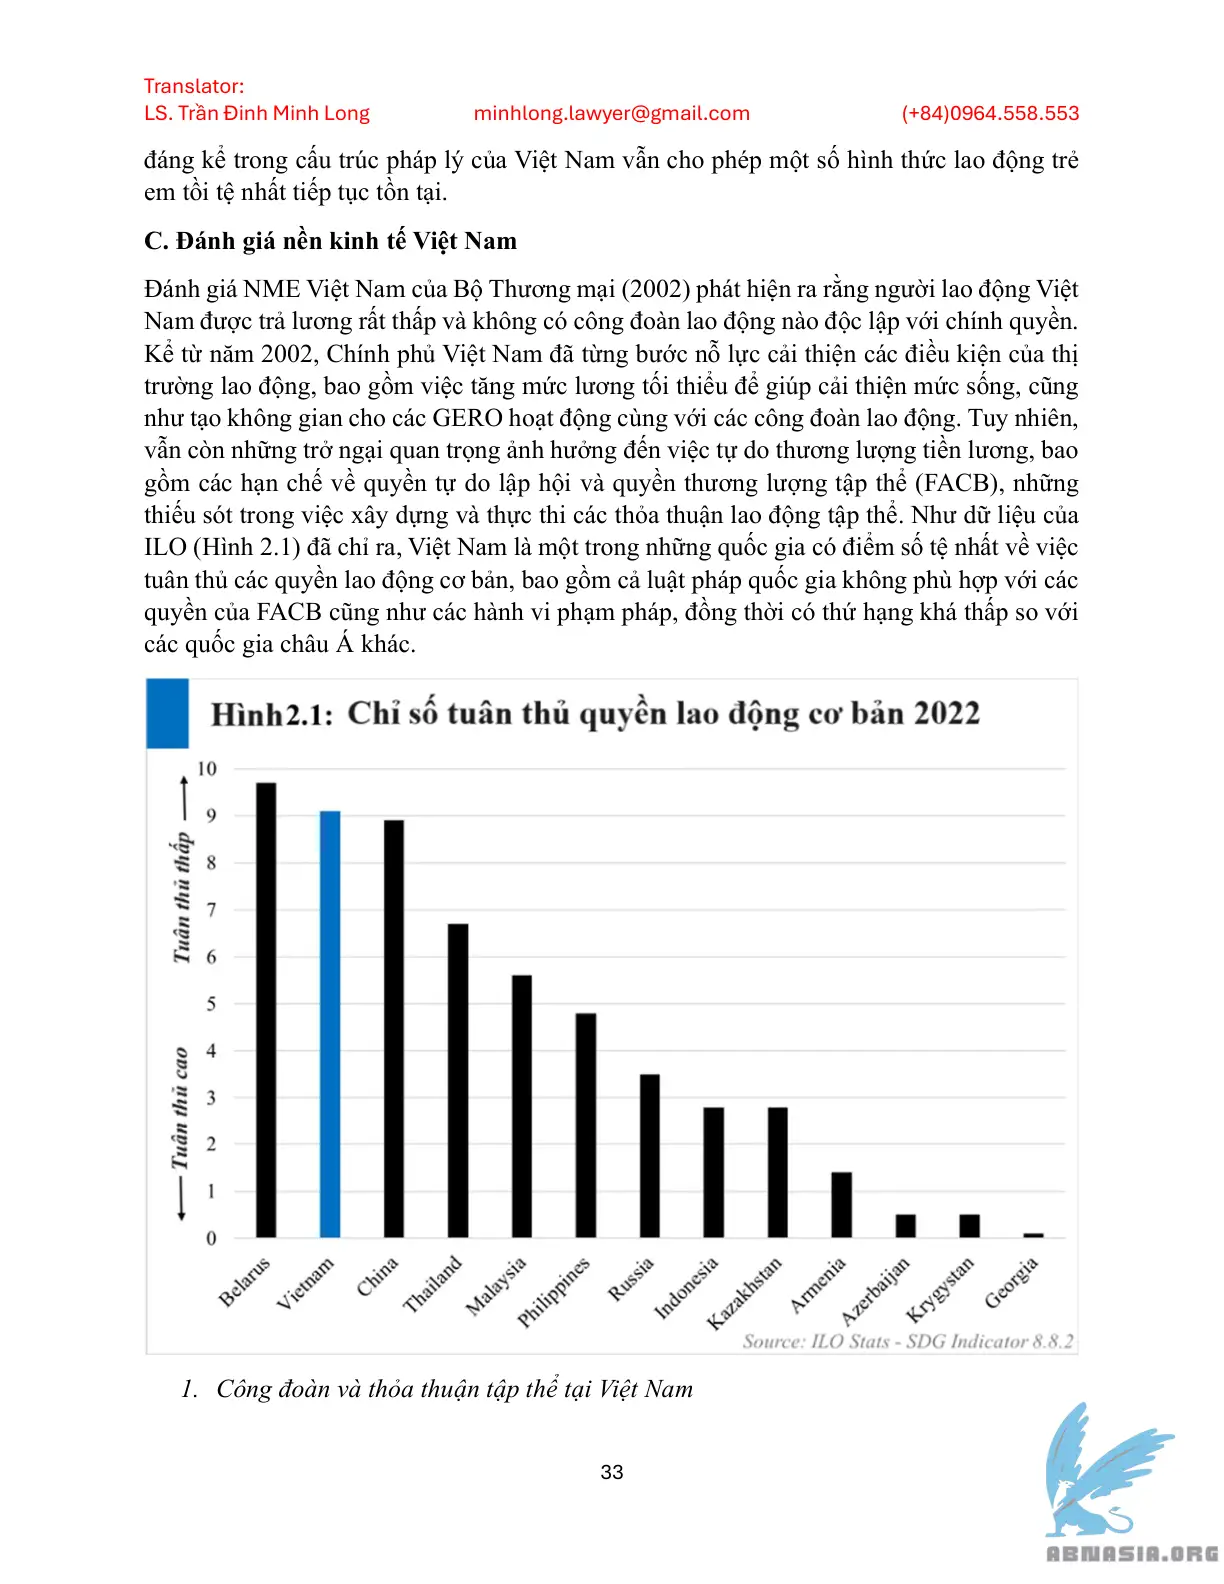 Translator:
LS. Trần Đinh Minh Long minhlong.lawyer@gmail.com (+84)0964.558.553
đáng kể trong cấu trúc pháp lý của Việt Nam vẫn cho phép một số hình thức lao động trẻ
em tồi tệ nhất tiếp tục tồn tại.
C. Đánh giá nền kinh tế Việt Nam
Đánh giá NME Việt Nam của Bộ Thương mại (2002) phát hiện ra rằng người lao động Việt
Nam được trả lương rất thấp và không có công đoàn lao động nào độc lập với chính quyền.
Kể từ năm 2002, Chính phủ Việt Nam đã từng bước nỗ lực cải thiện các điều kiện của thị
trường lao động, bao gồm việc tăng mức lương tối thiểu để giúp cải thiện mức sống, cũng
như tạo không gian cho các GERO hoạt động cùng với các công đoàn lao động. Tuy nhiên,
vẫn còn những trở ngại quan trọng ảnh hưởng đến việc tự do thương lượng tiền lương, bao
gồm các hạn chế về quyền tự do lập hội và quyền thương lượng tập thể (FACB), những
thiếu sót trong việc xây dựng và thực thi các thỏa thuận lao động tập thể. Như dữ liệu của
ILO (Hình 2.1) đã chỉ ra, Việt Nam là một trong những quốc gia có điểm số tệ nhất về việc
tuân thủ các quyền lao động cơ bản, bao gồm cả luật pháp quốc gia không phù hợp với các
quyền của FACB cũng như các hành vi phạm pháp, đồng thời có thứ hạng khá thấp so với
các quốc gia châu Á khác.
Hình2.1: Chỉ số tuân thủ quyền lao động cơ bản 2022
Tuân thủ thấp
Tuân thủ cao
10
9
8
7
6
5
4
3
2
1
0
Belarus
Vietnam
China
Thailand
Malaysia
Philippines
Russia
Indonesia
Kazakhstan
Armenia
Azerbaijan
Krygystan
Georgia
Source: ILO Stats - SDG Indicator 8.8.2
1. Công đoàn và thỏa thuận tập thể tại Việt Nam
33
ABNASIA.ORG